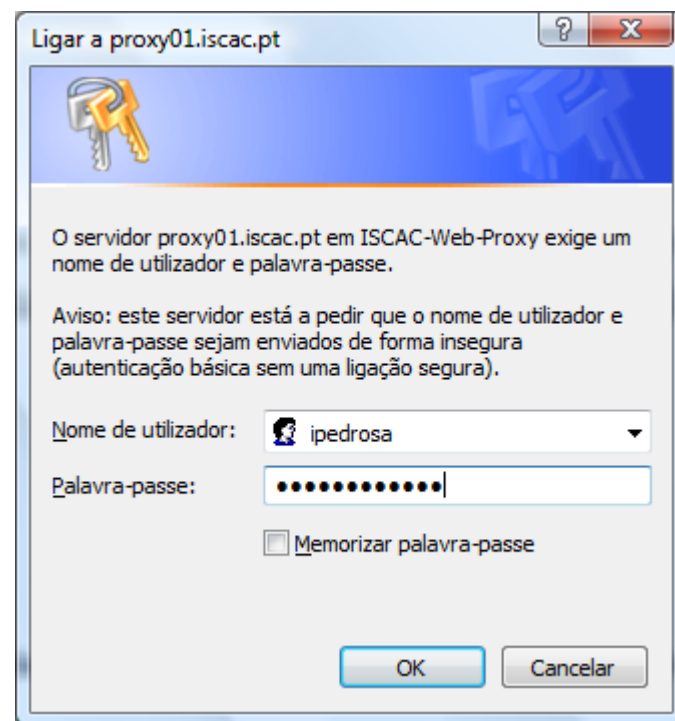 Ligar a proxy01.iscac.pt
O servidor proxy01.iscac.pt em ISCAC-Web-Proxy exige um
nome de utilizador e palavra-passe.
Aviso: este servidor está a pedir que o nome de utilizador e
palavra-passe sejam enviados de forma insegura
(autenticação básica sem uma ligação segura).
Nome de utilizador: ipedrosa
Palavra-passe: ●●●●●●●●●●●●
Memorizar palavra-passe
OK Cancelar